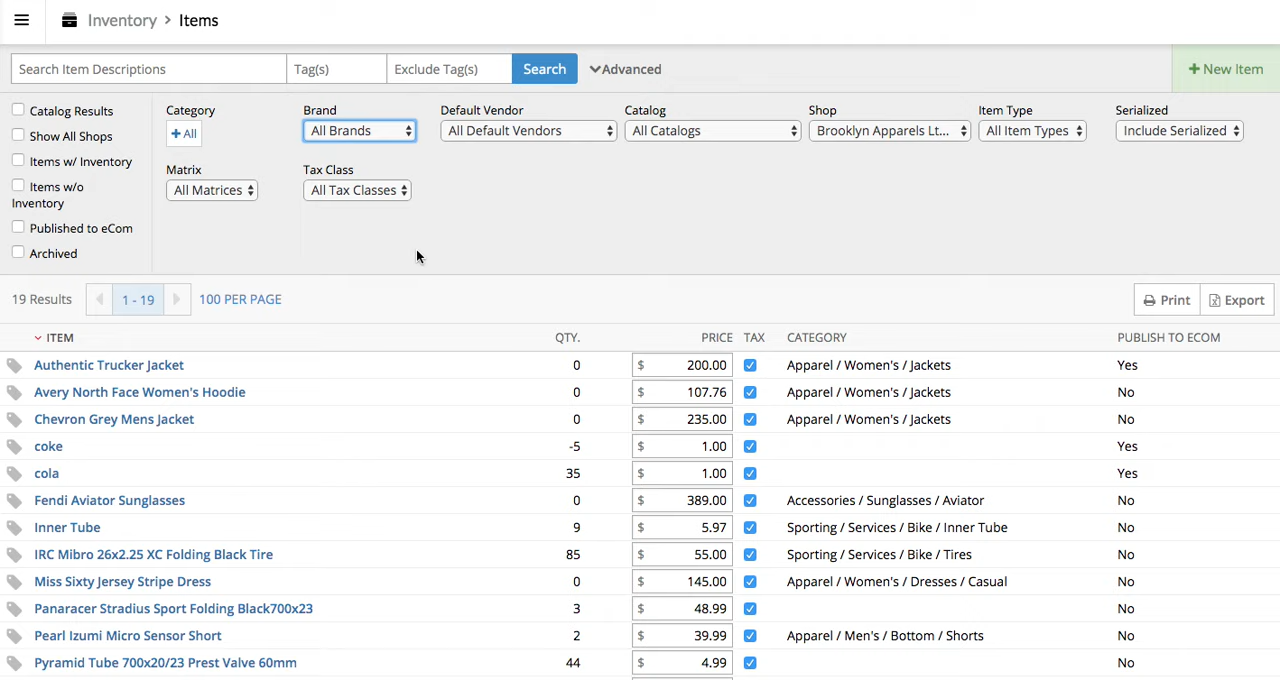 Inventory > Items
Search Item Descriptions Tag(s) Exclude Tag(s) Search Advanced + New Item
Catalog Results
Show All Shops
Items w/ Inventory
Items w/o
Inventory
Published to eCom
Archived
Category Brand Default Vendor Catalog Shop Item Type Serialized
+ All All Brands All Default Vendors All Catalogs Brooklyn Apparels Lt... All Item Types Include Serialized
Matrix Tax Class
All Matrices All Tax Classes
19 Results 1 - 19 100 PER PAGE Print Export
ITEM QTY. PRICE TAX CATEGORY PUBLISH TO ECOM
Authentic Trucker Jacket 0 $ 200.00 Apparel / Women's / Jackets Yes
Avery North Face Women's Hoodie 0 $ 107.76 Apparel / Women's / Jackets No
Chevron Grey Mens Jacket 0 $ 235.00 Apparel / Women's / Jackets No
coke -5 $ 1.00 Yes
cola 35 $ 1.00 Yes
Fendi Aviator Sunglasses 0 $ 389.00 Accessories / Sunglasses / Aviator No
Inner Tube 9 $ 5.97 Sporting / Services / Bike / Inner Tube No
IRC Mibro 26x2.25 XC Folding Black Tire 85 $ 55.00 Sporting / Services / Bike / Tires No
Miss Sixty Jersey Stripe Dress 0 $ 145.00 Apparel / Women's / Dresses / Casual No
Panaracer Stradius Sport Folding Black700x23 3 $ 48.99 No
Pearl Izumi Micro Sensor Short 2 $ 39.99 Apparel / Men's / Bottom / Shorts No
Pyramid Tube 700x20/23 Prest Valve 60mm 44 $ 4.99 No